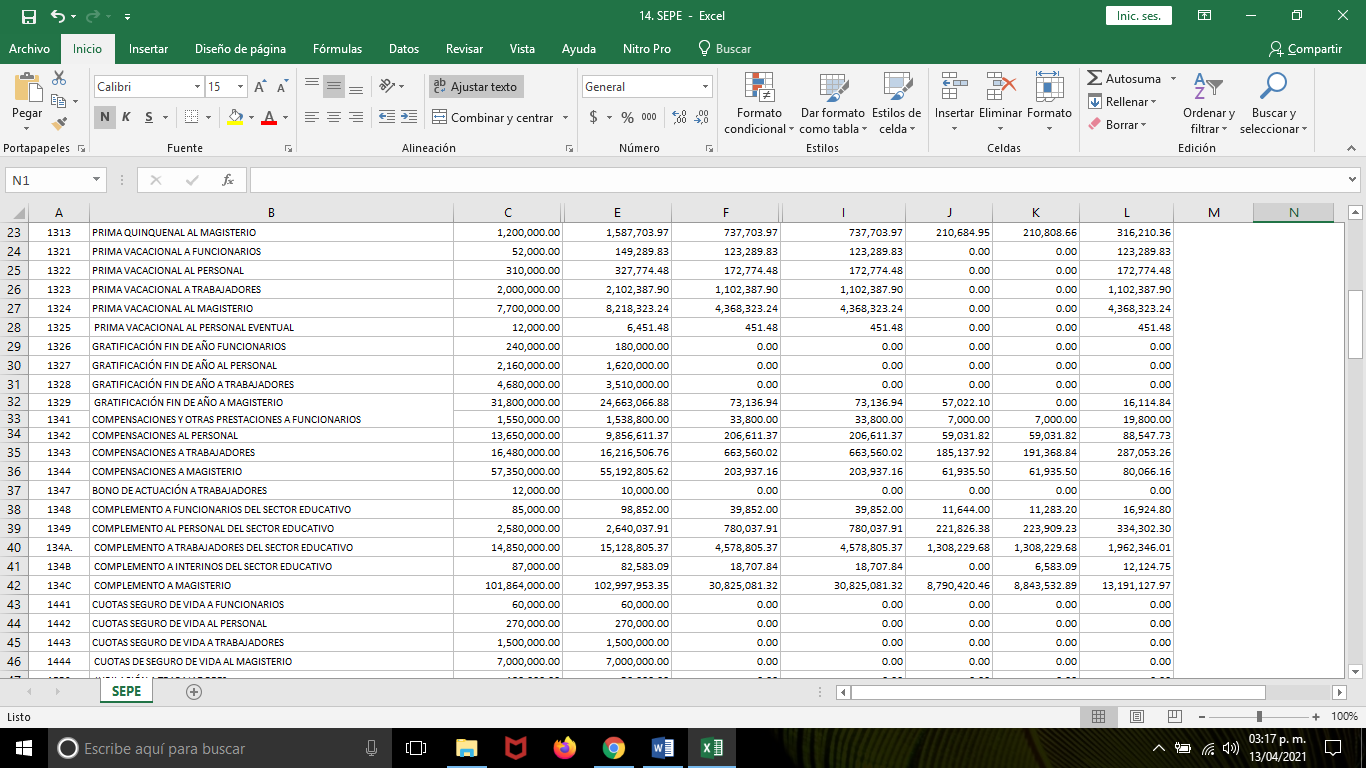 14. SEPE - Excel
Inic. ses.
Archivo Inicio Insertar Diseño de página Fórmulas Datos Revisar Vista Ayuda Nitro Pro Buscar Compartir
Pegar
Calibri 15
N K S
Ajustar texto
Combinar y centrar
General
$ % 000
Formato condicional
Dar formato como tabla
Estilos de celda
Insertar Eliminar Formato
Autosuma
Rellenar
Borrar
Ordenar y filtrar
Buscar y seleccionar
Portapapeles Fuente Alineación Número Estilos Celdas Edición
N1 fx
A B C E F I J K L M N
23 1313 PRIMA QUINQUENAL AL MAGISTERIO 1,200,000.00 1,587,703.97 737,703.97 737,703.97 210,684.95 210,808.66 316,210.36
24 1321 PRIMA VACACIONAL A FUNCIONARIOS 52,000.00 149,289.83 123,289.83 123,289.83 0.00 0.00 123,289.83
25 1322 PRIMA VACACIONAL AL PERSONAL 310,000.00 327,774.48 172,774.48 172,774.48 0.00 0.00 172,774.48
26 1323 PRIMA VACACIONAL A TRABAJADORES 2,000,000.00 2,102,387.90 1,102,387.90 1,102,387.90 0.00 0.00 1,102,387.90
27 1324 PRIMA VACACIONAL AL MAGISTERIO 7,700,000.00 8,218,323.24 4,368,323.24 4,368,323.24 0.00 0.00 4,368,323.24
28 1325 PRIMA VACACIONAL AL PERSONAL EVENTUAL 12,000.00 6,451.48 451.48 451.48 0.00 0.00 451.48
29 1326 GRATIFICACIÓN FIN DE AÑO FUNCIONARIOS 240,000.00 180,000.00 0.00 0.00 0.00 0.00 0.00
30 1327 GRATIFICACIÓN FIN DE AÑO AL PERSONAL 2,160,000.00 1,620,000.00 0.00 0.00 0.00 0.00 0.00
31 1328 GRATIFICACIÓN FIN DE AÑO A TRABAJADORES 4,680,000.00 3,510,000.00 0.00 0.00 0.00 0.00 0.00
32 1329 GRATIFICACIÓN FIN DE AÑO A MAGISTERIO 31,800,000.00 24,663,066.88 73,136.94 73,136.94 57,022.10 0.00 16,114.84
33 1341 COMPENSACIONES Y OTRAS PRESTACIONES A FUNCIONARIOS 1,550,000.00 1,538,800.00 33,800.00 33,800.00 7,000.00 7,000.00 19,800.00
34 1342 COMPENSACIONES AL PERSONAL 13,650,000.00 9,856,611.37 206,611.37 206,611.37 59,031.82 59,031.82 88,547.73
35 1343 COMPENSACIONES A TRABAJADORES 16,480,000.00 16,216,506.76 663,560.02 663,560.02 185,137.92 191,368.84 287,053.26
36 1344 COMPENSACIONES A MAGISTERIO 57,350,000.00 55,192,805.62 203,937.16 203,937.16 61,935.50 61,935.50 80,066.16
37 1347 BONO DE ACTUACIÓN A TRABAJADORES 12,000.00 10,000.00 0.00 0.00 0.00 0.00 0.00
38 1348 COMPLEMENTO A FUNCIONARIOS DEL SECTOR EDUCATIVO 85,000.00 98,852.00 39,852.00 39,852.00 11,644.00 11,283.20 16,924.80
39 1349 COMPLEMENTO AL PERSONAL DEL SECTOR EDUCATIVO 2,580,000.00 2,640,037.91 780,037.91 780,037.91 221,826.38 223,909.23 334,302.30
40 134A. COMPLEMENTO A TRABAJADORES DEL SECTOR EDUCATIVO 14,850,000.00 15,128,805.37 4,578,805.37 4,578,805.37 1,308,229.68 1,308,229.68 1,962,346.01
41 134B COMPLEMENTO A INTERINOS DEL SECTOR EDUCATIVO 87,000.00 82,583.09 18,707.84 18,707.84 0.00 6,583.09 12,124.75
42 134C COMPLEMENTO A MAGISTERIO 101,864,000.00 102,997,953.35 30,825,081.32 30,825,081.32 8,790,420.46 8,843,532.89 13,191,127.97
43 1441 CUOTAS SEGURO DE VIDA A FUNCIONARIOS 60,000.00 60,000.00 0.00 0.00 0.00 0.00 0.00
44 1442 CUOTAS SEGURO DE VIDA AL PERSONAL 270,000.00 270,000.00 0.00 0.00 0.00 0.00 0.00
45 1443 CUOTAS SEGURO DE VIDA A TRABAJADORES 1,500,000.00 1,500,000.00 0.00 0.00 0.00 0.00 0.00
46 1444 CUOTAS DE SEGURO DE VIDA AL MAGISTERIO 7,000,000.00 7,000,000.00 0.00 0.00 0.00 0.00 0.00
SEPE
Listo 100%
Escribe aquí para buscar
03:17 p. m.
13/04/2021